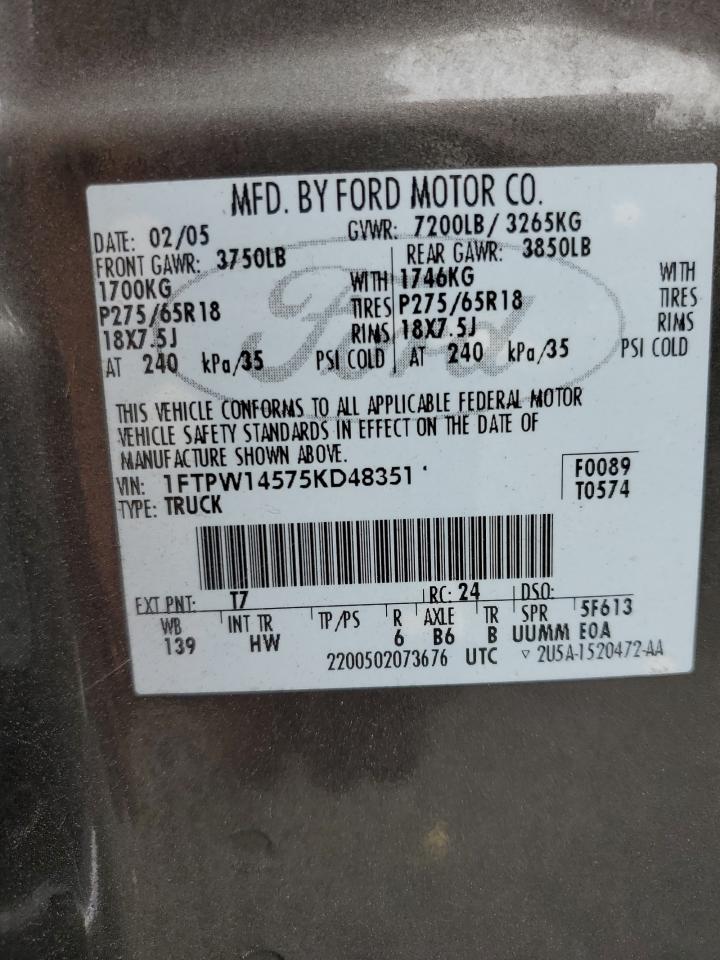 MFD. BY FORD MOTOR CO.
DATE: 02/05 GVWR: 7200LB/ 3265KG
FRONT GAWR: 3750LB REAR GAWR: 3850LB
1700KG WITH 1746KG WITH
P275/65R18 TIRES P275/65R18 TIRES
18X7.5J RIMS 18X7.5J RIMS
AT 240 kPa/35 PSI COLD AT 240 kPa/35 PSI COLD
Ford
THIS VEHICLE CONFORMS TO ALL APPLICABLE FEDERAL MOTOR
VEHICLE SAFETY STANDARDS IN EFFECT ON THE DATE OF
MANUFACTURE SHOWN ABOVE.
VIN: 1FTPW14575KD48351 F0089
TYPE: TRUCK T0574
EXT PNT: T7 RC: 24 DSO:
WB INT TR TP/PS R AXLE TR SPR 5F613
139 HW 6 B6 B UUMM E0A
2200502073676 UTC ▽ 2U5A-1520472-AA